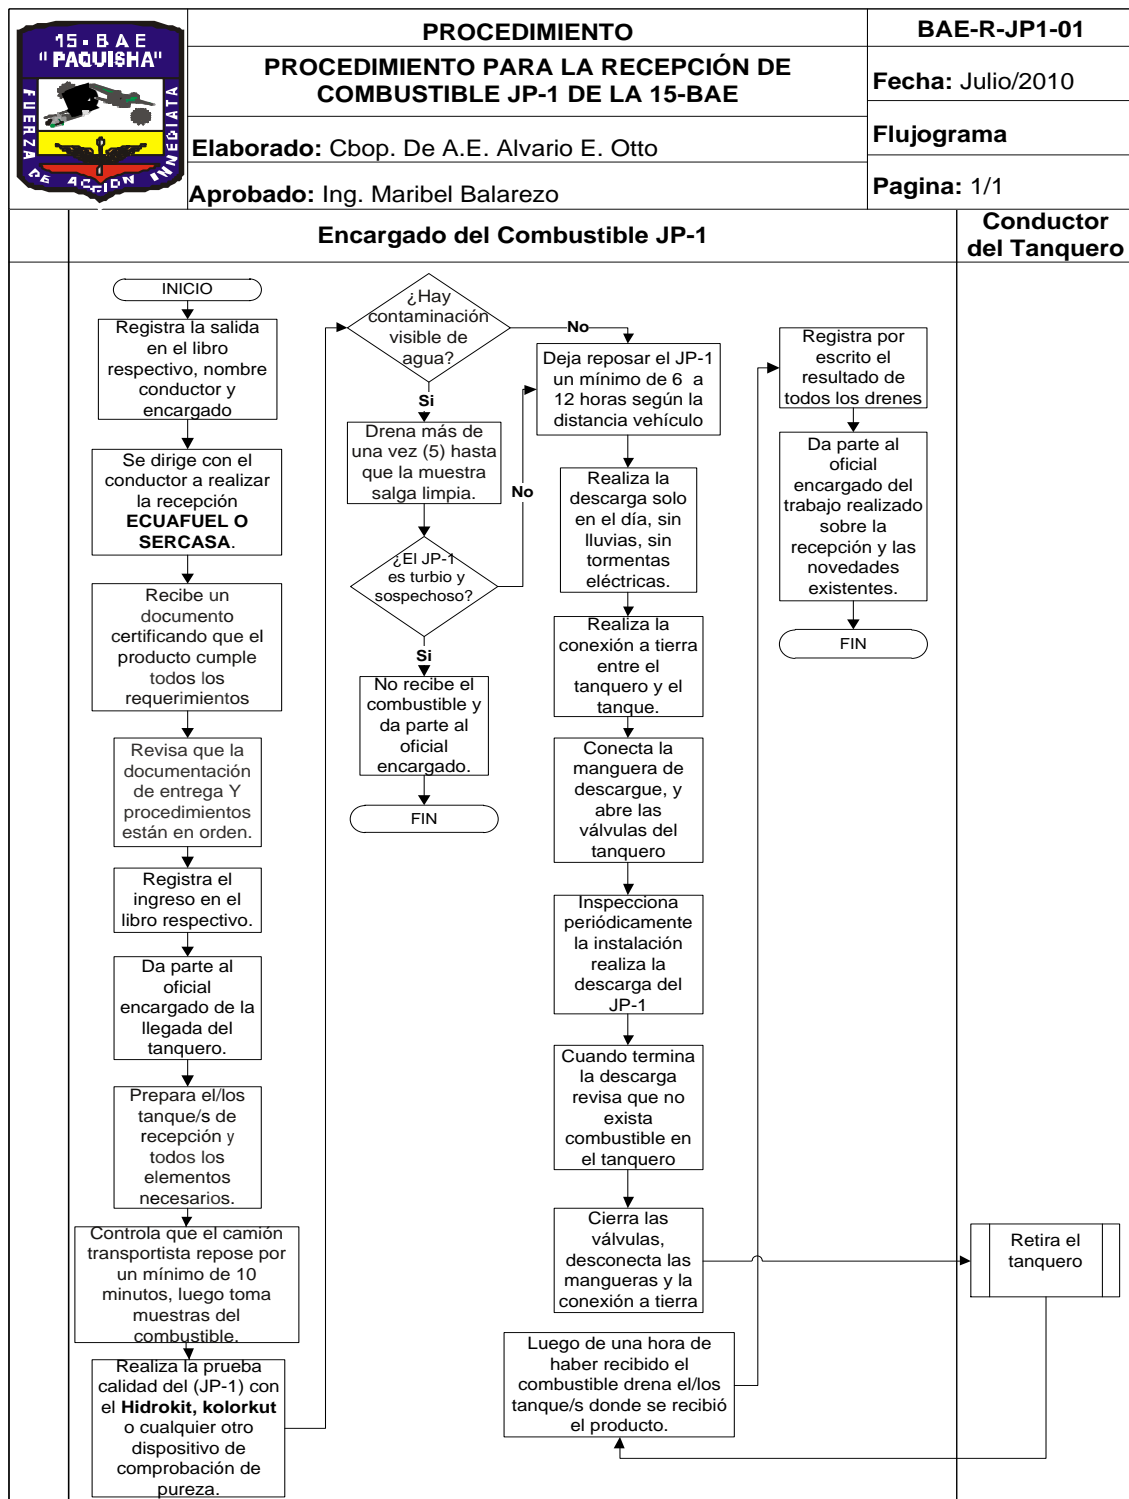 15-BAE
"PAQUISHA"
FUERZA DE ACCION INMEDIATA
PROCEDIMIENTO
PROCEDIMIENTO PARA LA RECEPCIÓN DE
COMBUSTIBLE JP-1 DE LA 15-BAE
Elaborado: Cbop. De A.E. Alvario E. Otto
Aprobado: Ing. Maribel Balarezo
BAE-R-JP1-01
Fecha: Julio/2010
Flujograma
Pagina: 1/1
Encargado del Combustible JP-1
Conductor
del Tanquero
INICIO
Registra la salida
en el libro
respectivo, nombre
conductor y
encargado
Se dirige con el
conductor a realizar
la recepción
ECUAFUEL O
SERCASA.
Recibe un
documento
certificando que el
producto cumple
todos los
requerimientos
Revisa que la
documentación
de entrega Y
procedimientos
están en orden.
Registra el
ingreso en el
libro respectivo.
Da parte al
oficial
encargado de la
llegada del
tanquero.
Prepara el/los
tanque/s de
recepción y
todos los
elementos
necesarios.
Controla que el camión
transportista repose por
un mínimo de 10
minutos, luego toma
muestras del
combustible.
Realiza la prueba
calidad del (JP-1) con
el Hidrokit, kolorkut
o cualquier otro
dispositivo de
comprobación de
pureza.
¿Hay
contaminación
visible de
agua?
No
Si
Drena más de
una vez (5) hasta
que la muestra
salga limpia.
¿El JP-1
es turbio y
sospechoso?
No
Si
No recibe el
combustible y
da parte al
oficial
encargado.
FIN
Deja reposar el JP-1
un mínimo de 6 a
12 horas según la
distancia vehículo
Realiza la
descarga solo
en el día, sin
lluvias, sin
tormentas
eléctricas.
Realiza la
conexión a tierra
entre el
tanquero y el
tanque.
Conecta la
manguera de
descargue, y
abre las
válvulas del
tanquero
Inspecciona
periódicamente
la instalación
realiza la
descarga del
JP-1
Cuando termina
la descarga
revisa que no
exista
combustible en
el tanquero
Cierra las
válvulas,
desconecta las
mangueras y la
conexión a tierra
Retira el
tanquero
Luego de una hora de
haber recibido el
combustible drena el/los
tanque/s donde se recibió
el producto.
Registra por
escrito el
resultado de
todos los drenes
Da parte al
oficial
encargado del
trabajo realizado
sobre la
recepción y las
novedades
existentes.
FIN